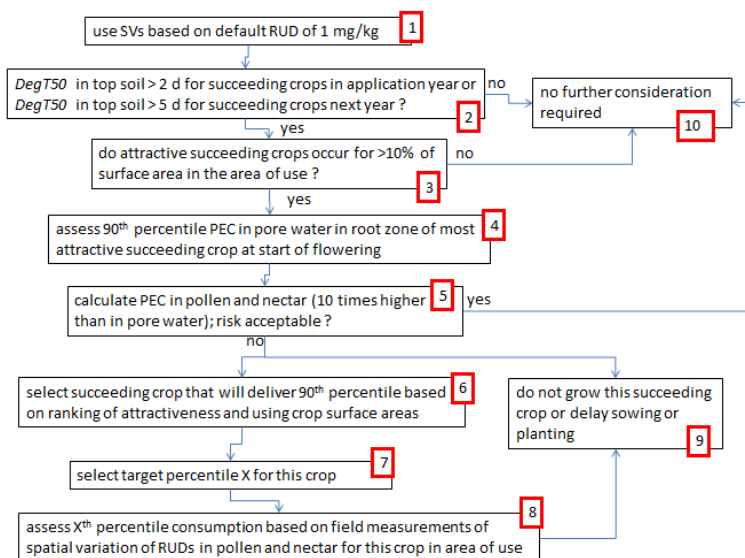 use SVs based on default RUD of 1 mg/kg
1
DegT50 in top soil > 2 d for succeeding crops in application year or
DegT50 in top soil > 5 d for succeeding crops next year ?
2
no
no further consideration
required
10
yes
do attractive succeeding crops occur for >10% of
surface area in the area of use ?
3
no
yes
assess 90th percentile PEC in pore water in root zone of most
attractive succeeding crop at start of flowering
4
calculate PEC in pollen and nectar (10 times higher
than in pore water); risk acceptable ?
5
yes
no
select succeeding crop that will deliver 90th percentile based
on ranking of attractiveness and using crop surface areas
6
do not grow this succeeding
crop or delay sowing or
planting
9
select target percentile X for this crop
7
assess Xth percentile consumption based on field measurements of
spatial variation of RUDs in pollen and nectar for this crop in area of use
8